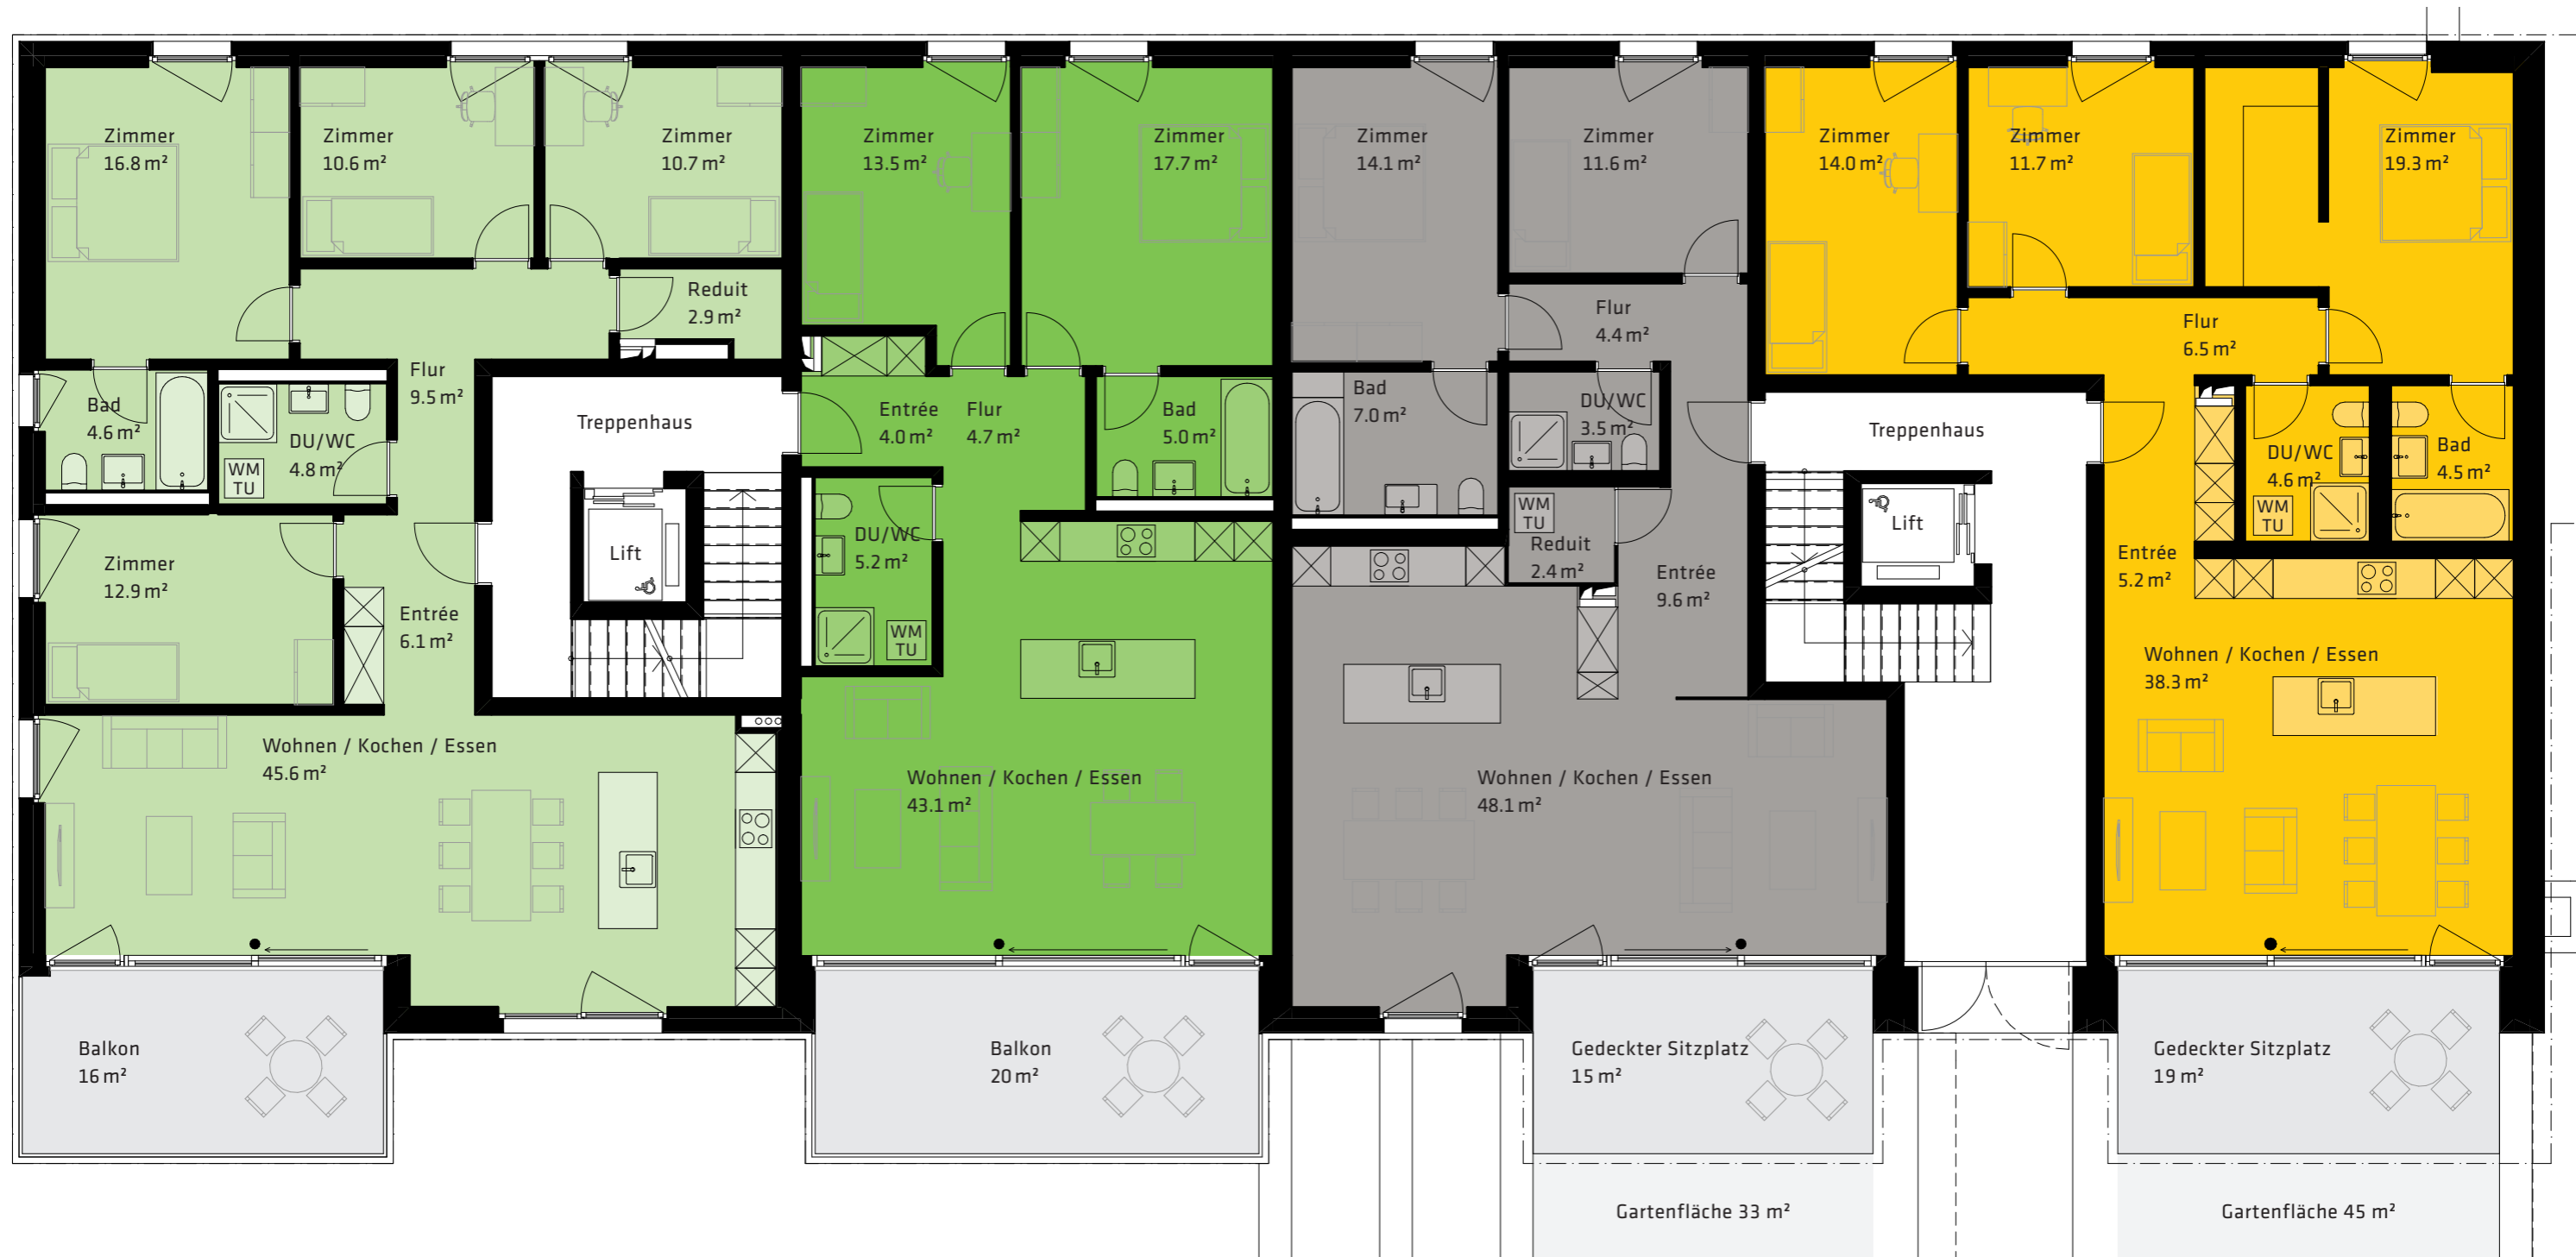 Zimmer
16.8 m²
Zimmer
10.6 m²
Zimmer
10.7 m²
Reduit
2.9 m²
Flur
9.5 m²
Bad
4.6 m²
DU/WC
4.8 m²
WM
TU
Zimmer
12.9 m²
Entrée
6.1 m²
Wohnen / Kochen / Essen
45.6 m²
Balkon
16 m²
Treppenhaus
Lift
Zimmer
13.5 m²
Zimmer
17.7 m²
Entrée
4.0 m²
Flur
4.7 m²
Bad
5.0 m²
DU/WC
5.2 m²
WM
TU
Wohnen / Kochen / Essen
43.1 m²
Balkon
20 m²
Zimmer
14.1 m²
Zimmer
11.6 m²
Flur
4.4 m²
Bad
7.0 m²
DU/WC
3.5 m²
WM
TU
Reduit
2.4 m²
Entrée
9.6 m²
Wohnen / Kochen / Essen
48.1 m²
Gedeckter Sitzplatz
15 m²
Gartenfläche 33 m²
Treppenhaus
Lift
Zimmer
14.0 m²
Zimmer
11.7 m²
Zimmer
19.3 m²
Flur
6.5 m²
DU/WC
4.6 m²
WM
TU
Bad
4.5 m²
Entrée
5.2 m²
Wohnen / Kochen / Essen
38.3 m²
Gedeckter Sitzplatz
19 m²
Gartenfläche 45 m²